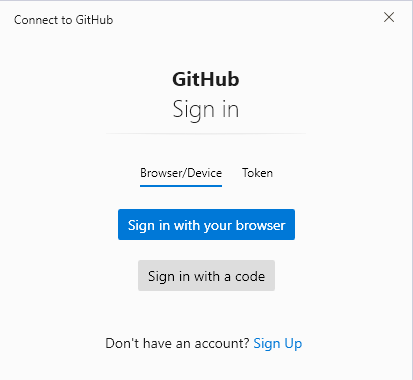 Connect to GitHub
GitHub
Sign in
Browser/Device Token
Sign in with your browser
Sign in with a code
Don't have an account? Sign Up